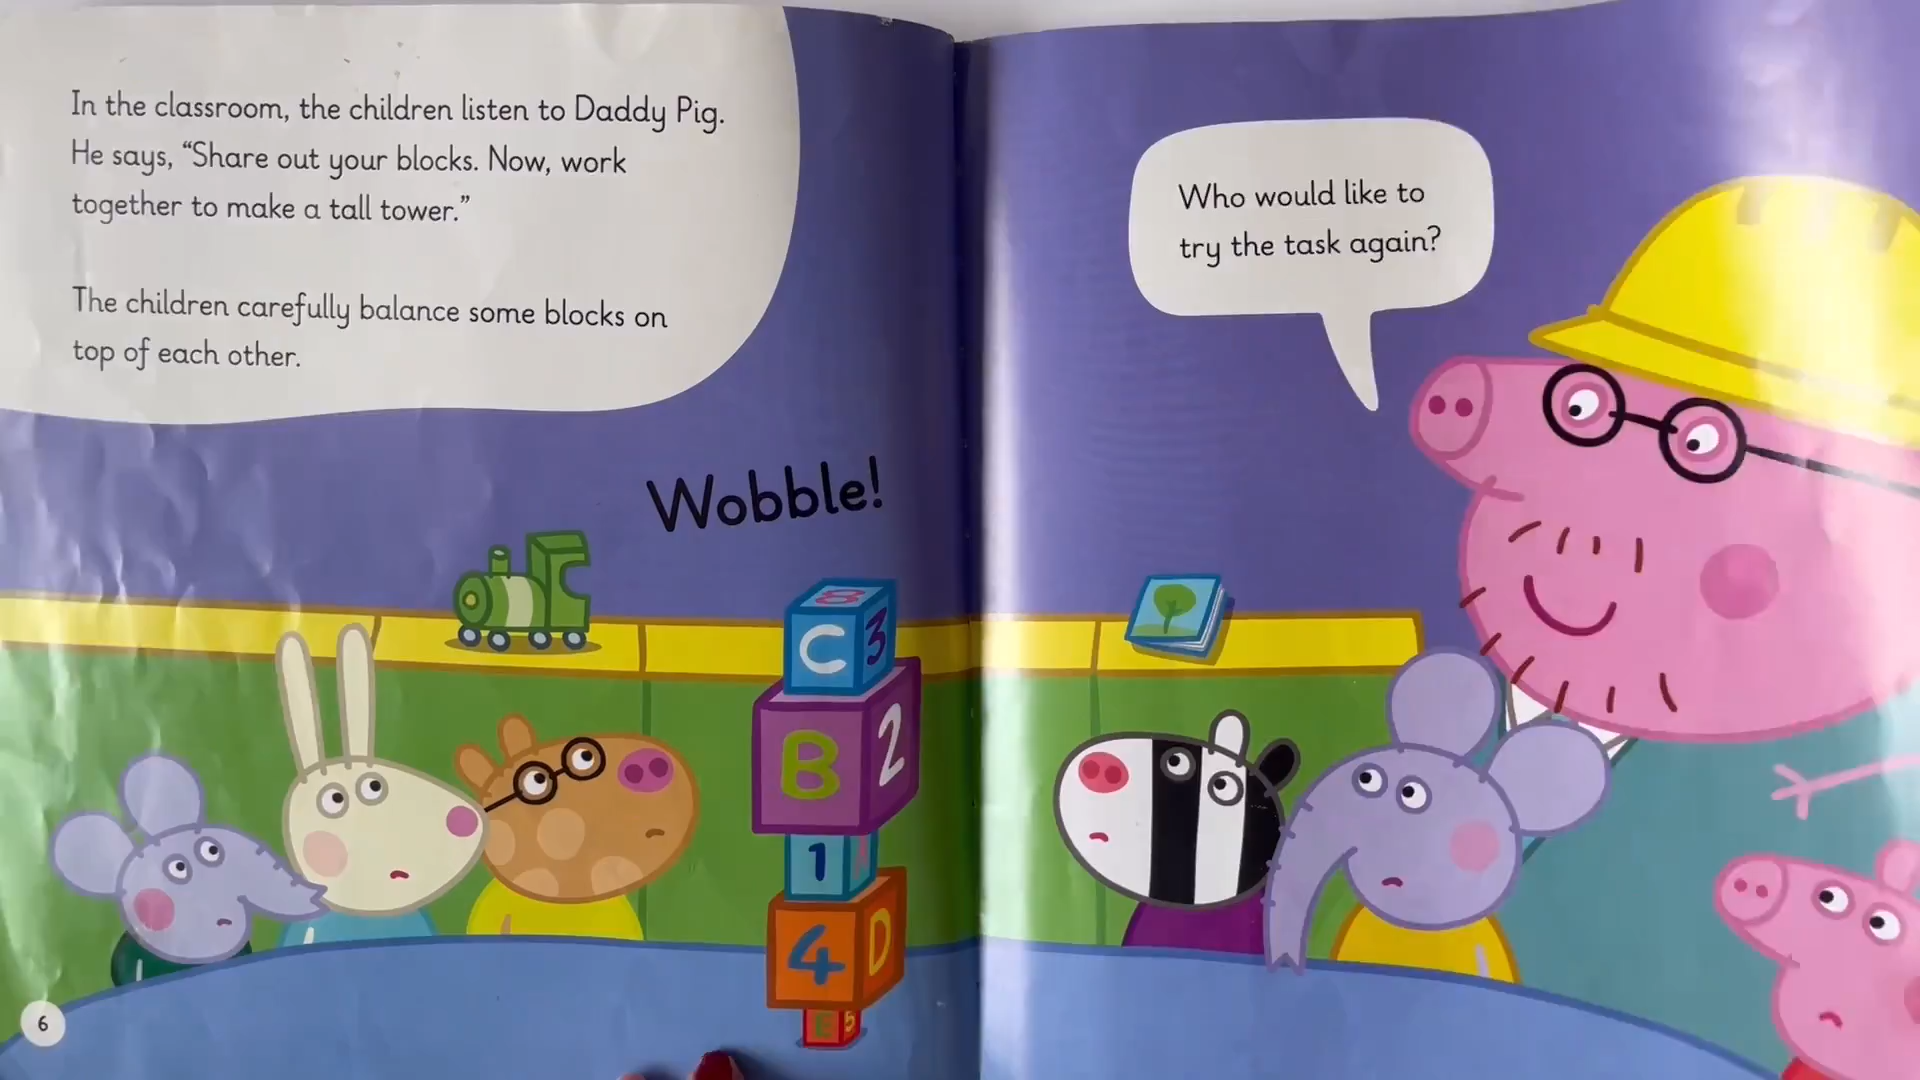 In the classroom, the children listen to Daddy Pig.
He says, “Share out your blocks. Now, work
together to make a tall tower.”
The children carefully balance some blocks on
top of each other.
Wobble!
8
C 3
B 2
1
4 D
E 5
6
Who would like to
try the task again?